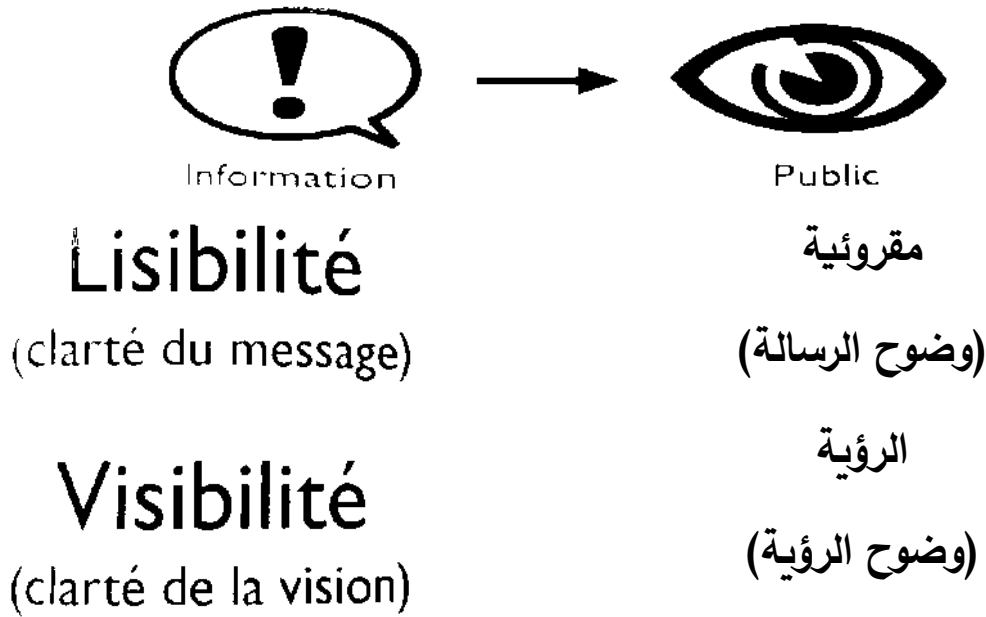 Information
Public
Lisibilité
مقروئية
(clarté du message)
(وضوح الرسالة)
Visibilité
الرؤية
(clarté de la vision)
(وضوح الرؤية)